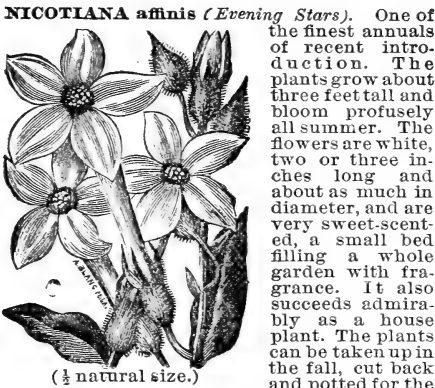 NICOTIANA affinis (Evening Stars). One of
the finest annuals
of recent intro-
duction. The
plants grow about
three feet tall and
bloom profusely
all summer. The
flowers are white,
two or three in-
ches long and
about as much in
diameter, and are
very sweet-scent-
ed, a small bed
filling a whole
garden with fra-
grance. It also
succeeds admira-
bly as a house
plant. The plants
can be taken up in
the fall, cut back
and potted for the
(½ natural size.)